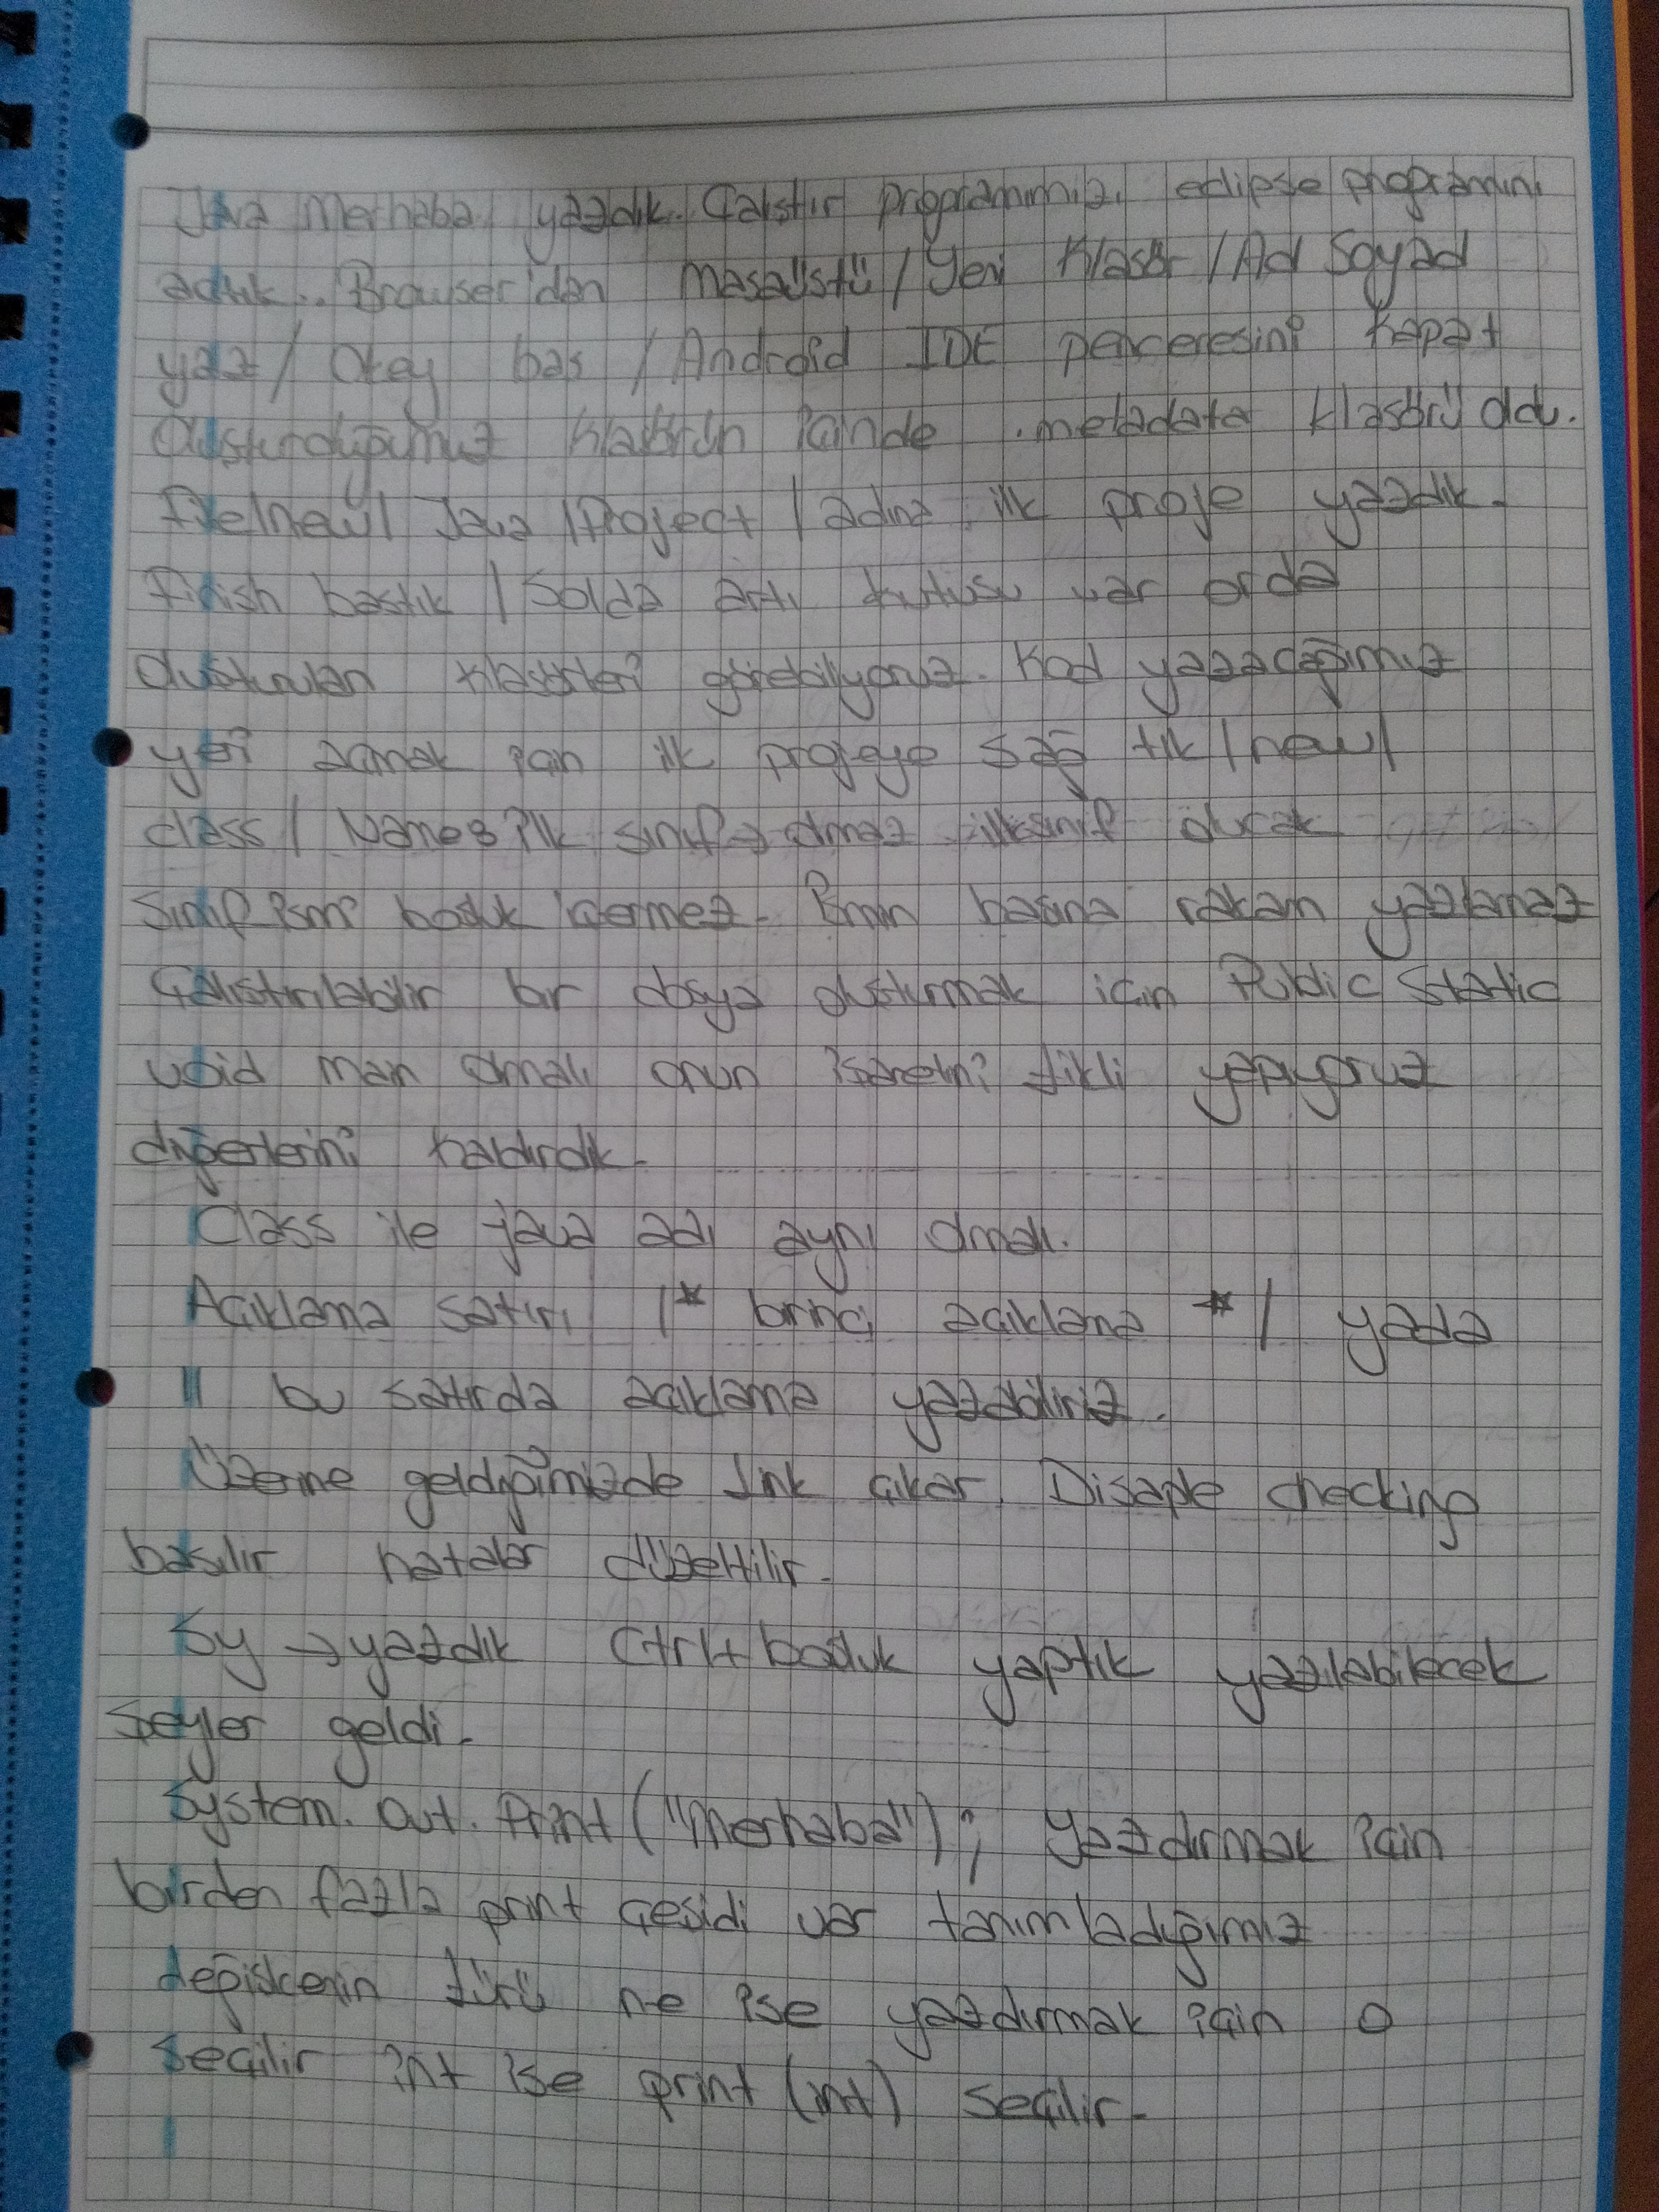 Java Merhaba yazdık. Çalıştır programımızı eclipse programını
açtık.. Browser'dan Masaüstü / Yeni Klasör / Ad Soyad
yaz / Okey bas / Android IDE penceresini kapat
Oluşturduğumuz klasörün içinde .metadata klasörü oldu.
File/new/ Java /Project / adına ilk proje yazdık.
Finish bastık / Solda artı kutusu var orda
oluşturulan klasörleri görebiliyoruz. Kod yazacağımız
yeri açmak için ilk projeye sağ tık / new /
class / Name: ilk sınıf → olmaz ilksınıf olucak
Sınıf ismi boşluk içermez. İsmin başına rakam yazılamaz
Çalıştırılabilir bir dosya oluşturmak için Public Static
void main olmalı onun işaretini tikli yapıyoruz
diğerlerini kaldırdık.
Class ile java adı aynı olmalı.
Açıklama satırı /* birinci açıklama */ yada
// bu satırda açıklama yazabiliriz.
Üzerine geldiğimizde link çıkar. Disaple checking
basılır hatalar düzeltilir.
Sy → yazdık Ctrl+boşluk yaptık yazılabilecek
şeyler geldi.
System. out. Print ("Merhaba"); Yazdırmak için
birden fazla print çeşidi var tanımladığımız
değişkenin türü ne ise yazdırmak için o
seçilir int ise print (int) seçilir.